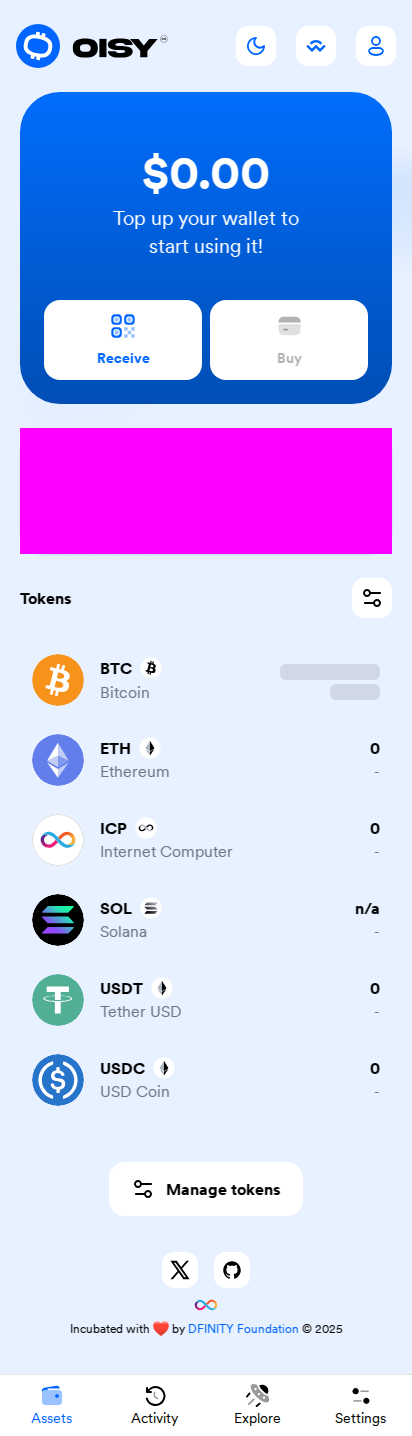 OISY
$0.00
Top up your wallet to
start using it!
Receive
Buy
Tokens
BTC
Bitcoin
ETH
0
Ethereum
-
ICP
0
Internet Computer
-
SOL
n/a
Solana
-
USDT
0
Tether USD
-
USDC
0
USD Coin
-
Manage tokens
Incubated with ❤️ by DFINITY Foundation © 2025
Assets
Activity
Explore
Settings